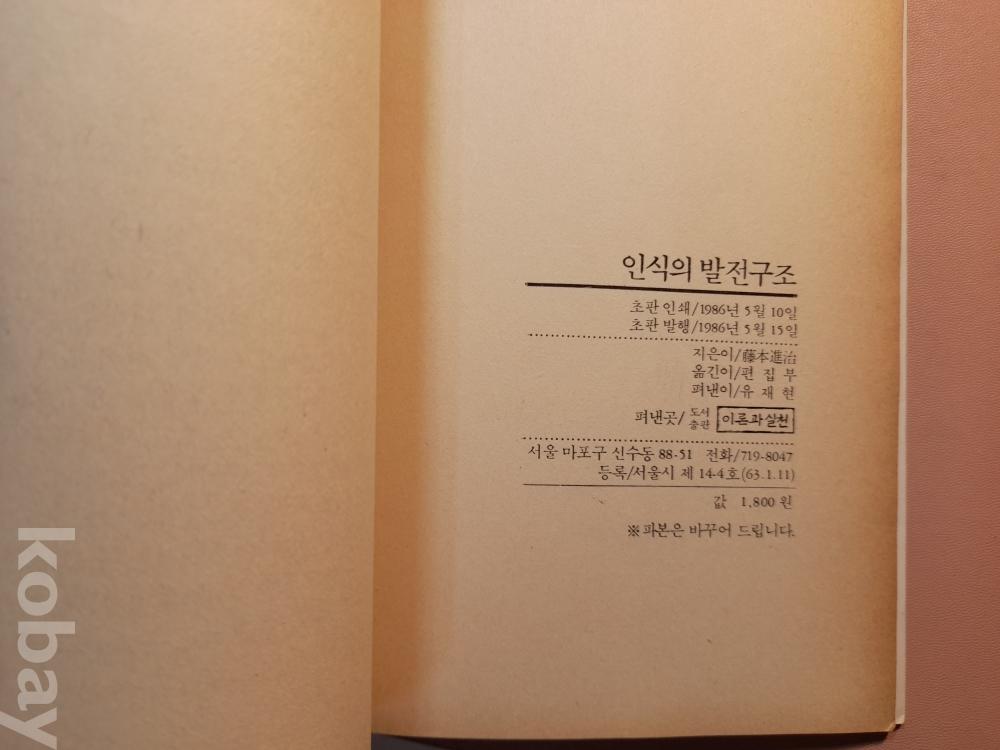 인식의 발전구조
초판 인쇄/1986년 5월 10일
초판 발행/1986년 5월 15일
지은이/藤本進治
옮긴이/편 집 부
펴낸이/유 재 현
펴낸곳/도서출판 이론과실천
서울 마포구 신수동 88-51 전화/719-8047
등록/서울시 제 14-4호(63.1.11)
값 1,800 원
※파본은 바꾸어 드립니다.
kobay